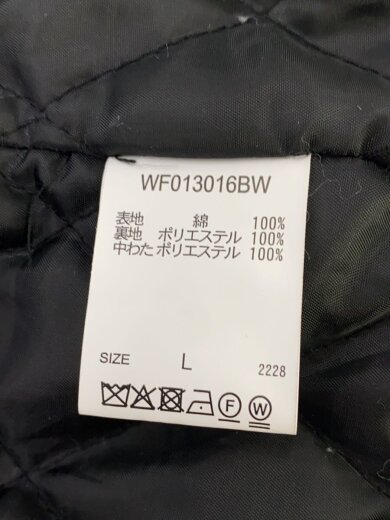 WF013016BW
表地 綿 100%
裏地 ポリエステル 100%
中わた ポリエステル 100%
SIZE L 2228
F W